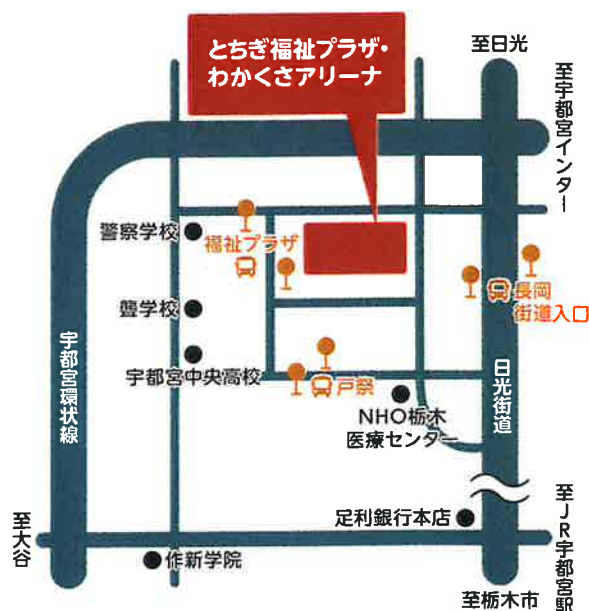 とちぎ福祉プラザ・
わかくさアリーナ
至日光
至宇都宮インター
警察学校
福祉プラザ
長岡
街道入口
聾学校
宇都宮中央高校
戸祭
宇都宮環状線
日光街道
NHO栃木
医療センター
足利銀行本店
至大谷
作新学院
至JR宇都宮駅
至栃木市